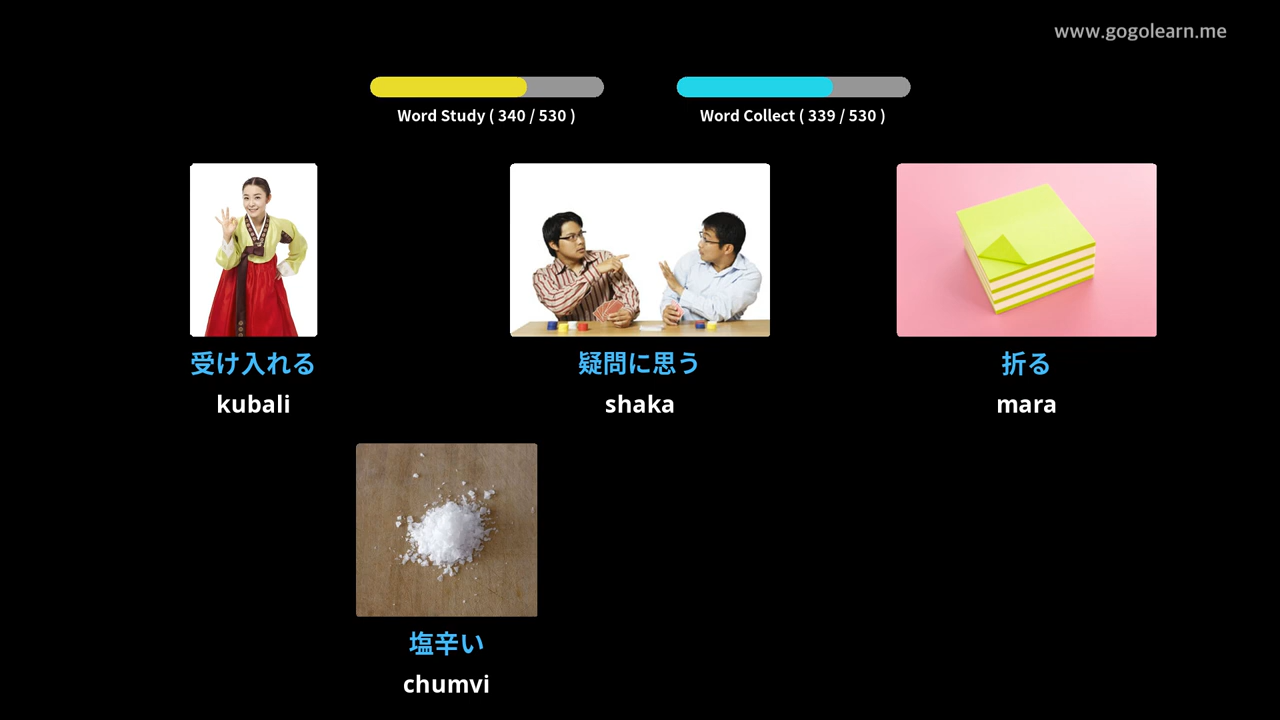 www.gogolearn.me
Word Study ( 340 / 530 )
Word Collect ( 339 / 530 )
受け入れる
kubali
疑問に思う
shaka
折る
mara
塩辛い
chumvi